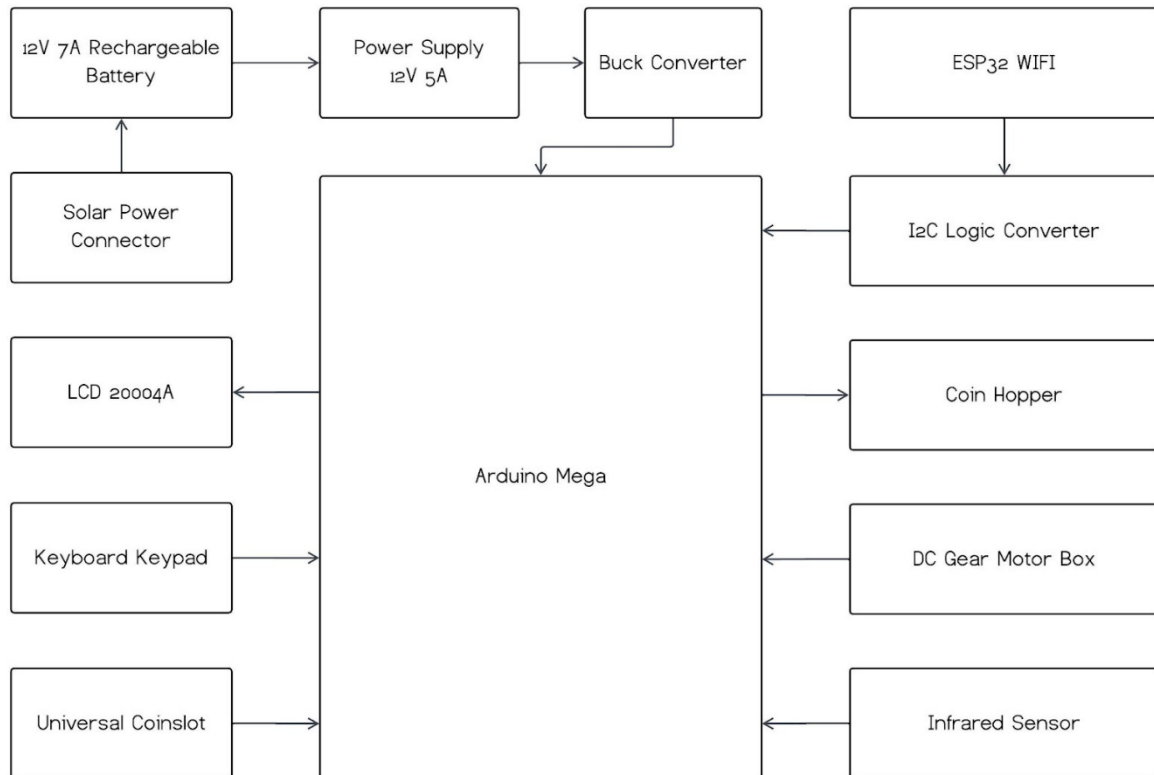 12V 7A Rechargeable
Battery
Power Supply
12V 5A
Buck Converter
ESP32 WIFI
Solar Power
Connector
I2C Logic Converter
LCD 20004A
Coin Hopper
Arduino Mega
Keyboard Keypad
DC Gear Motor Box
Universal Coinslot
Infrared Sensor